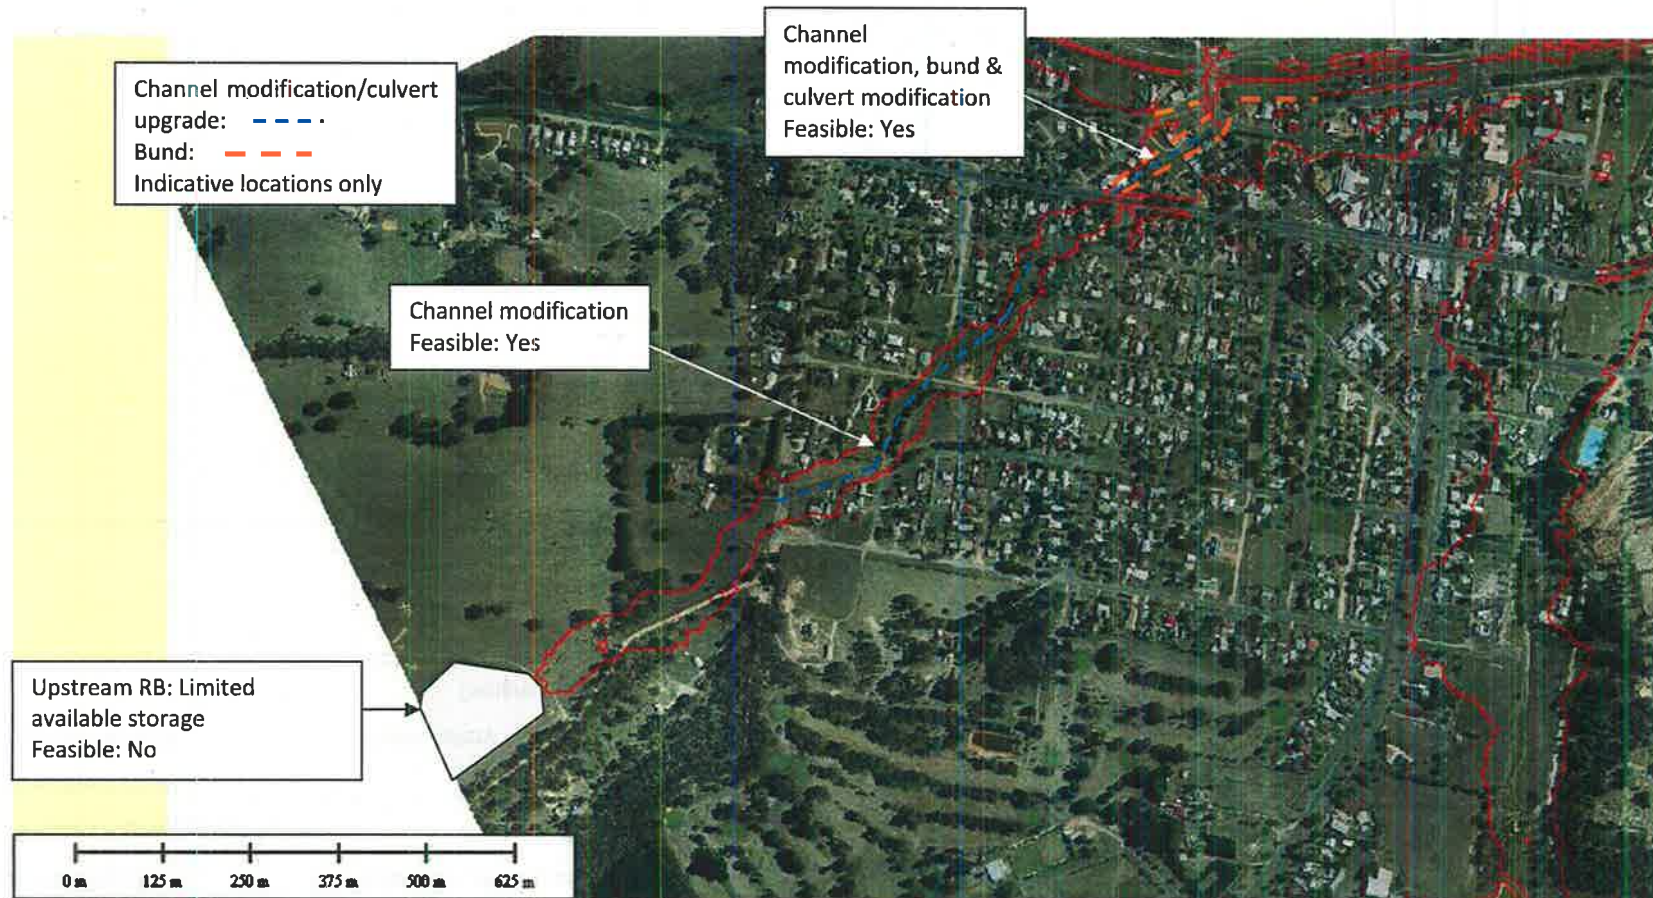 Channel
modification, bund &
culvert modification
Feasible: Yes
Channel modification/culvert
upgrade:
Bund:
Indicative locations only
Channel modification
Feasible: Yes
Upstream RB: Limited
available storage
Feasible: No
0 m 125 m 250 m 375 m 500 m 625 m